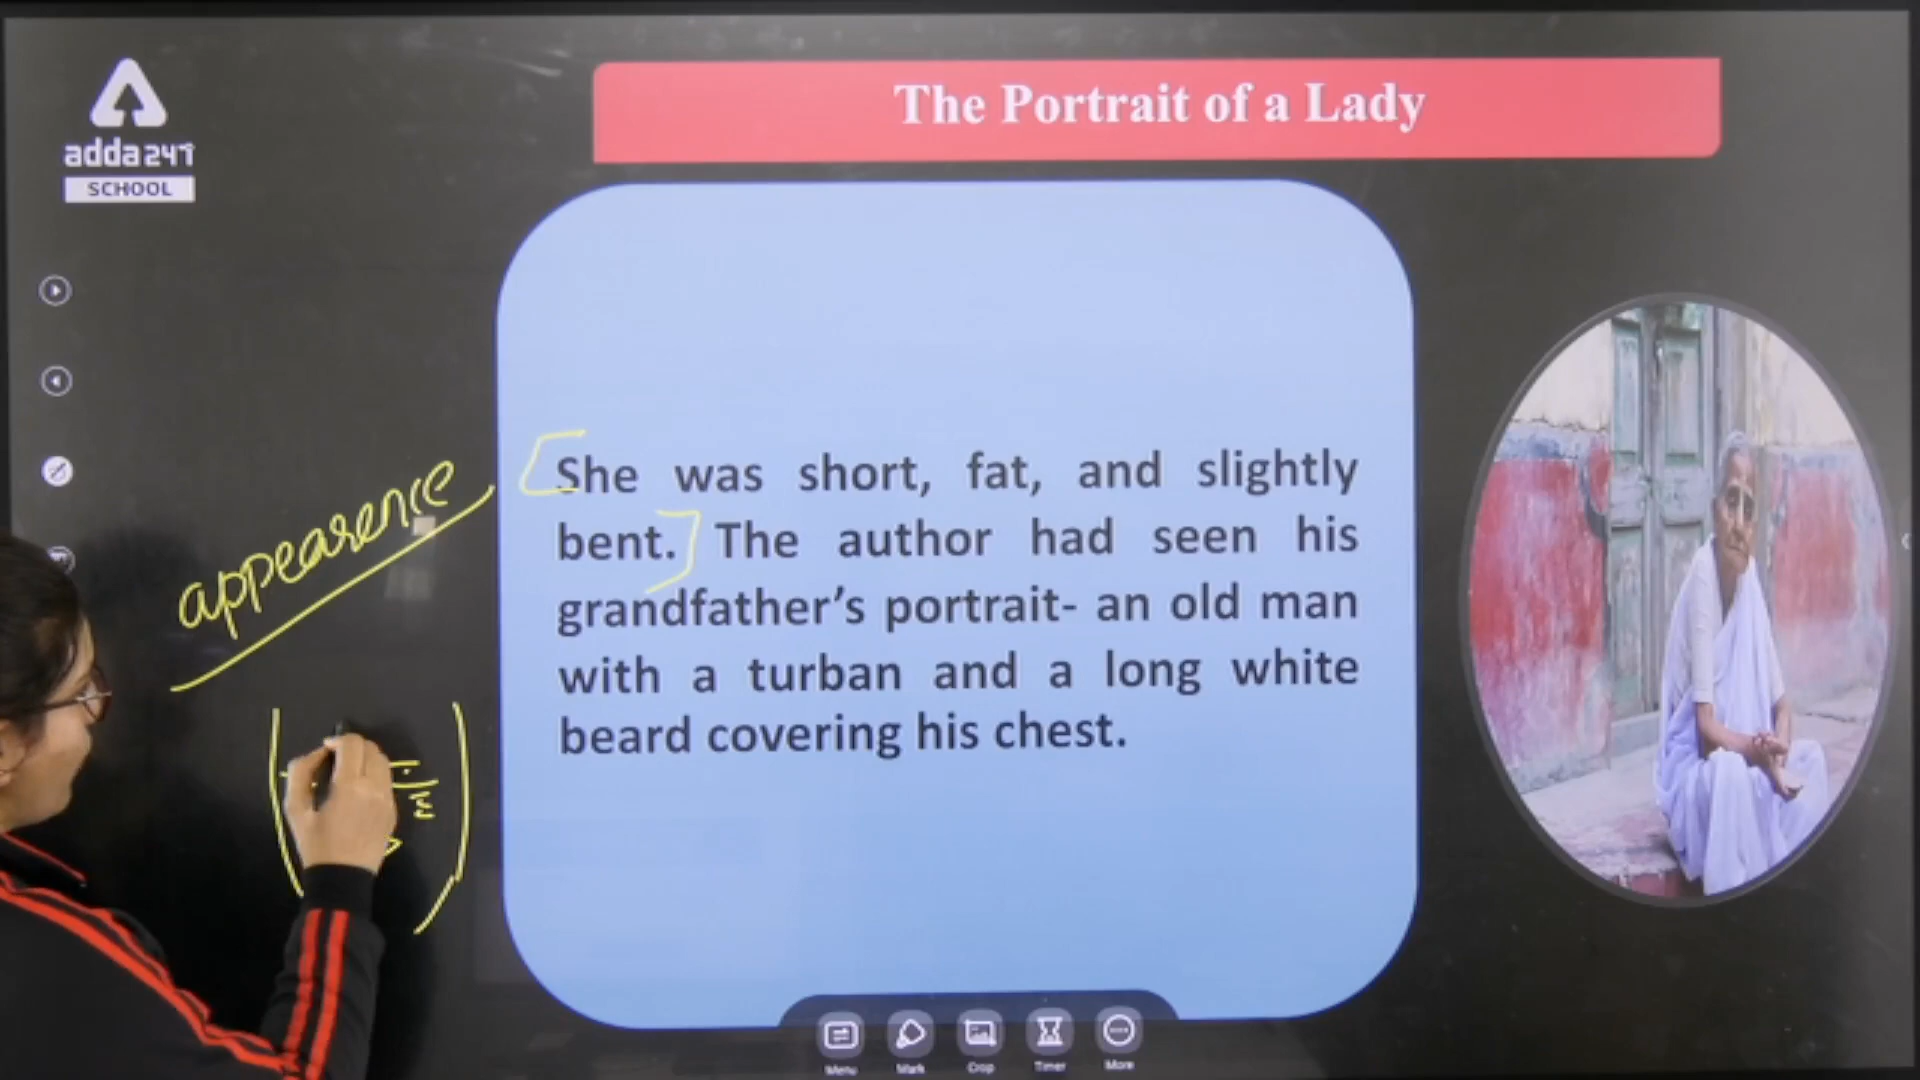 The Portrait of a Lady
adda247
SCHOOL
She was short, fat, and slightly
bent. The author had seen his
grandfather's portrait- an old man
with a turban and a long white
beard covering his chest.
appearence
Menu
Mark
Crop
Timer
More